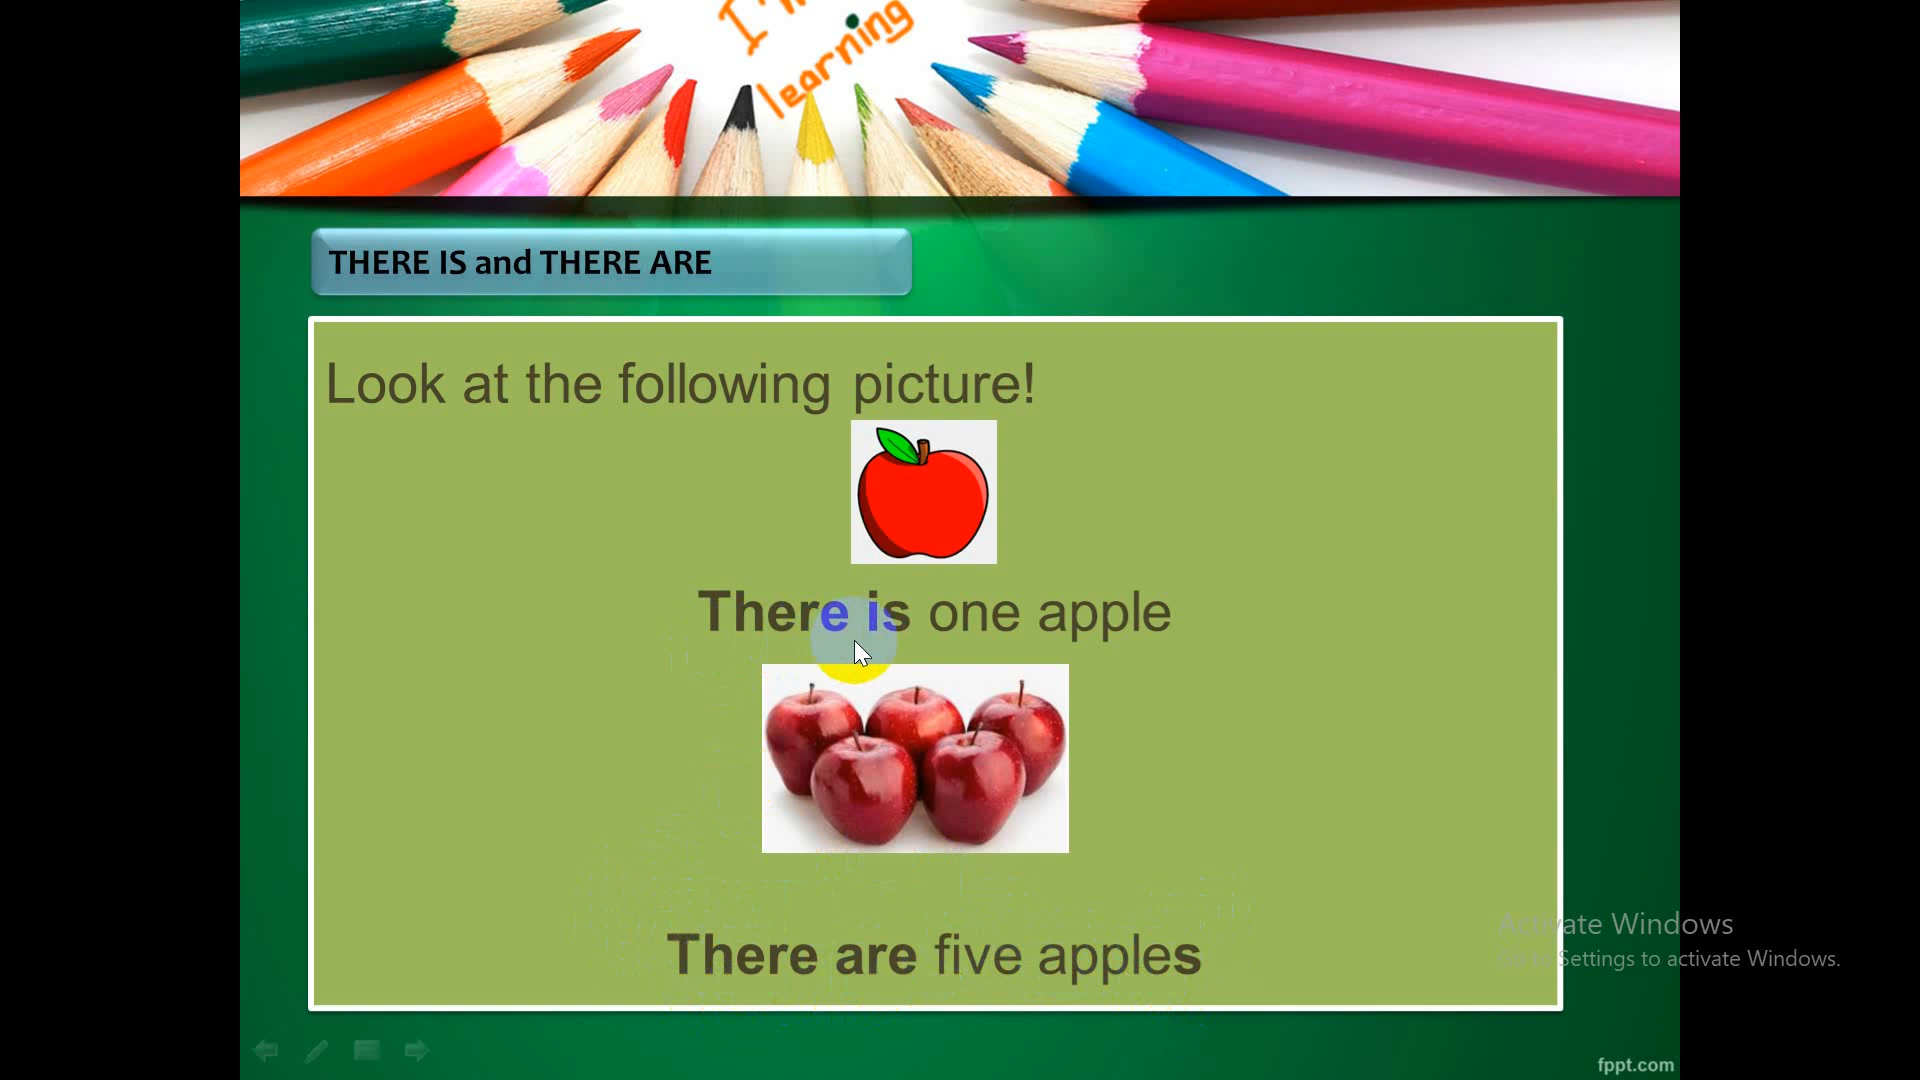 I'm
learning
THERE IS and THERE ARE
Look at the following picture!
There is one apple
There are five apples
Activate Windows
Go to Settings to activate Windows.
fppt.com